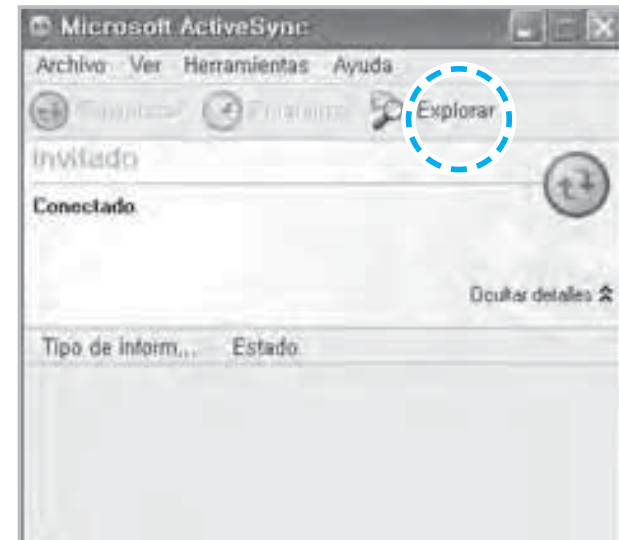 Microsoft ActiveSync
Archivo Ver Herramientas Ayuda
Explorar
Invitado
Conectado
Ocultar detalles
Tipo de inform... Estado